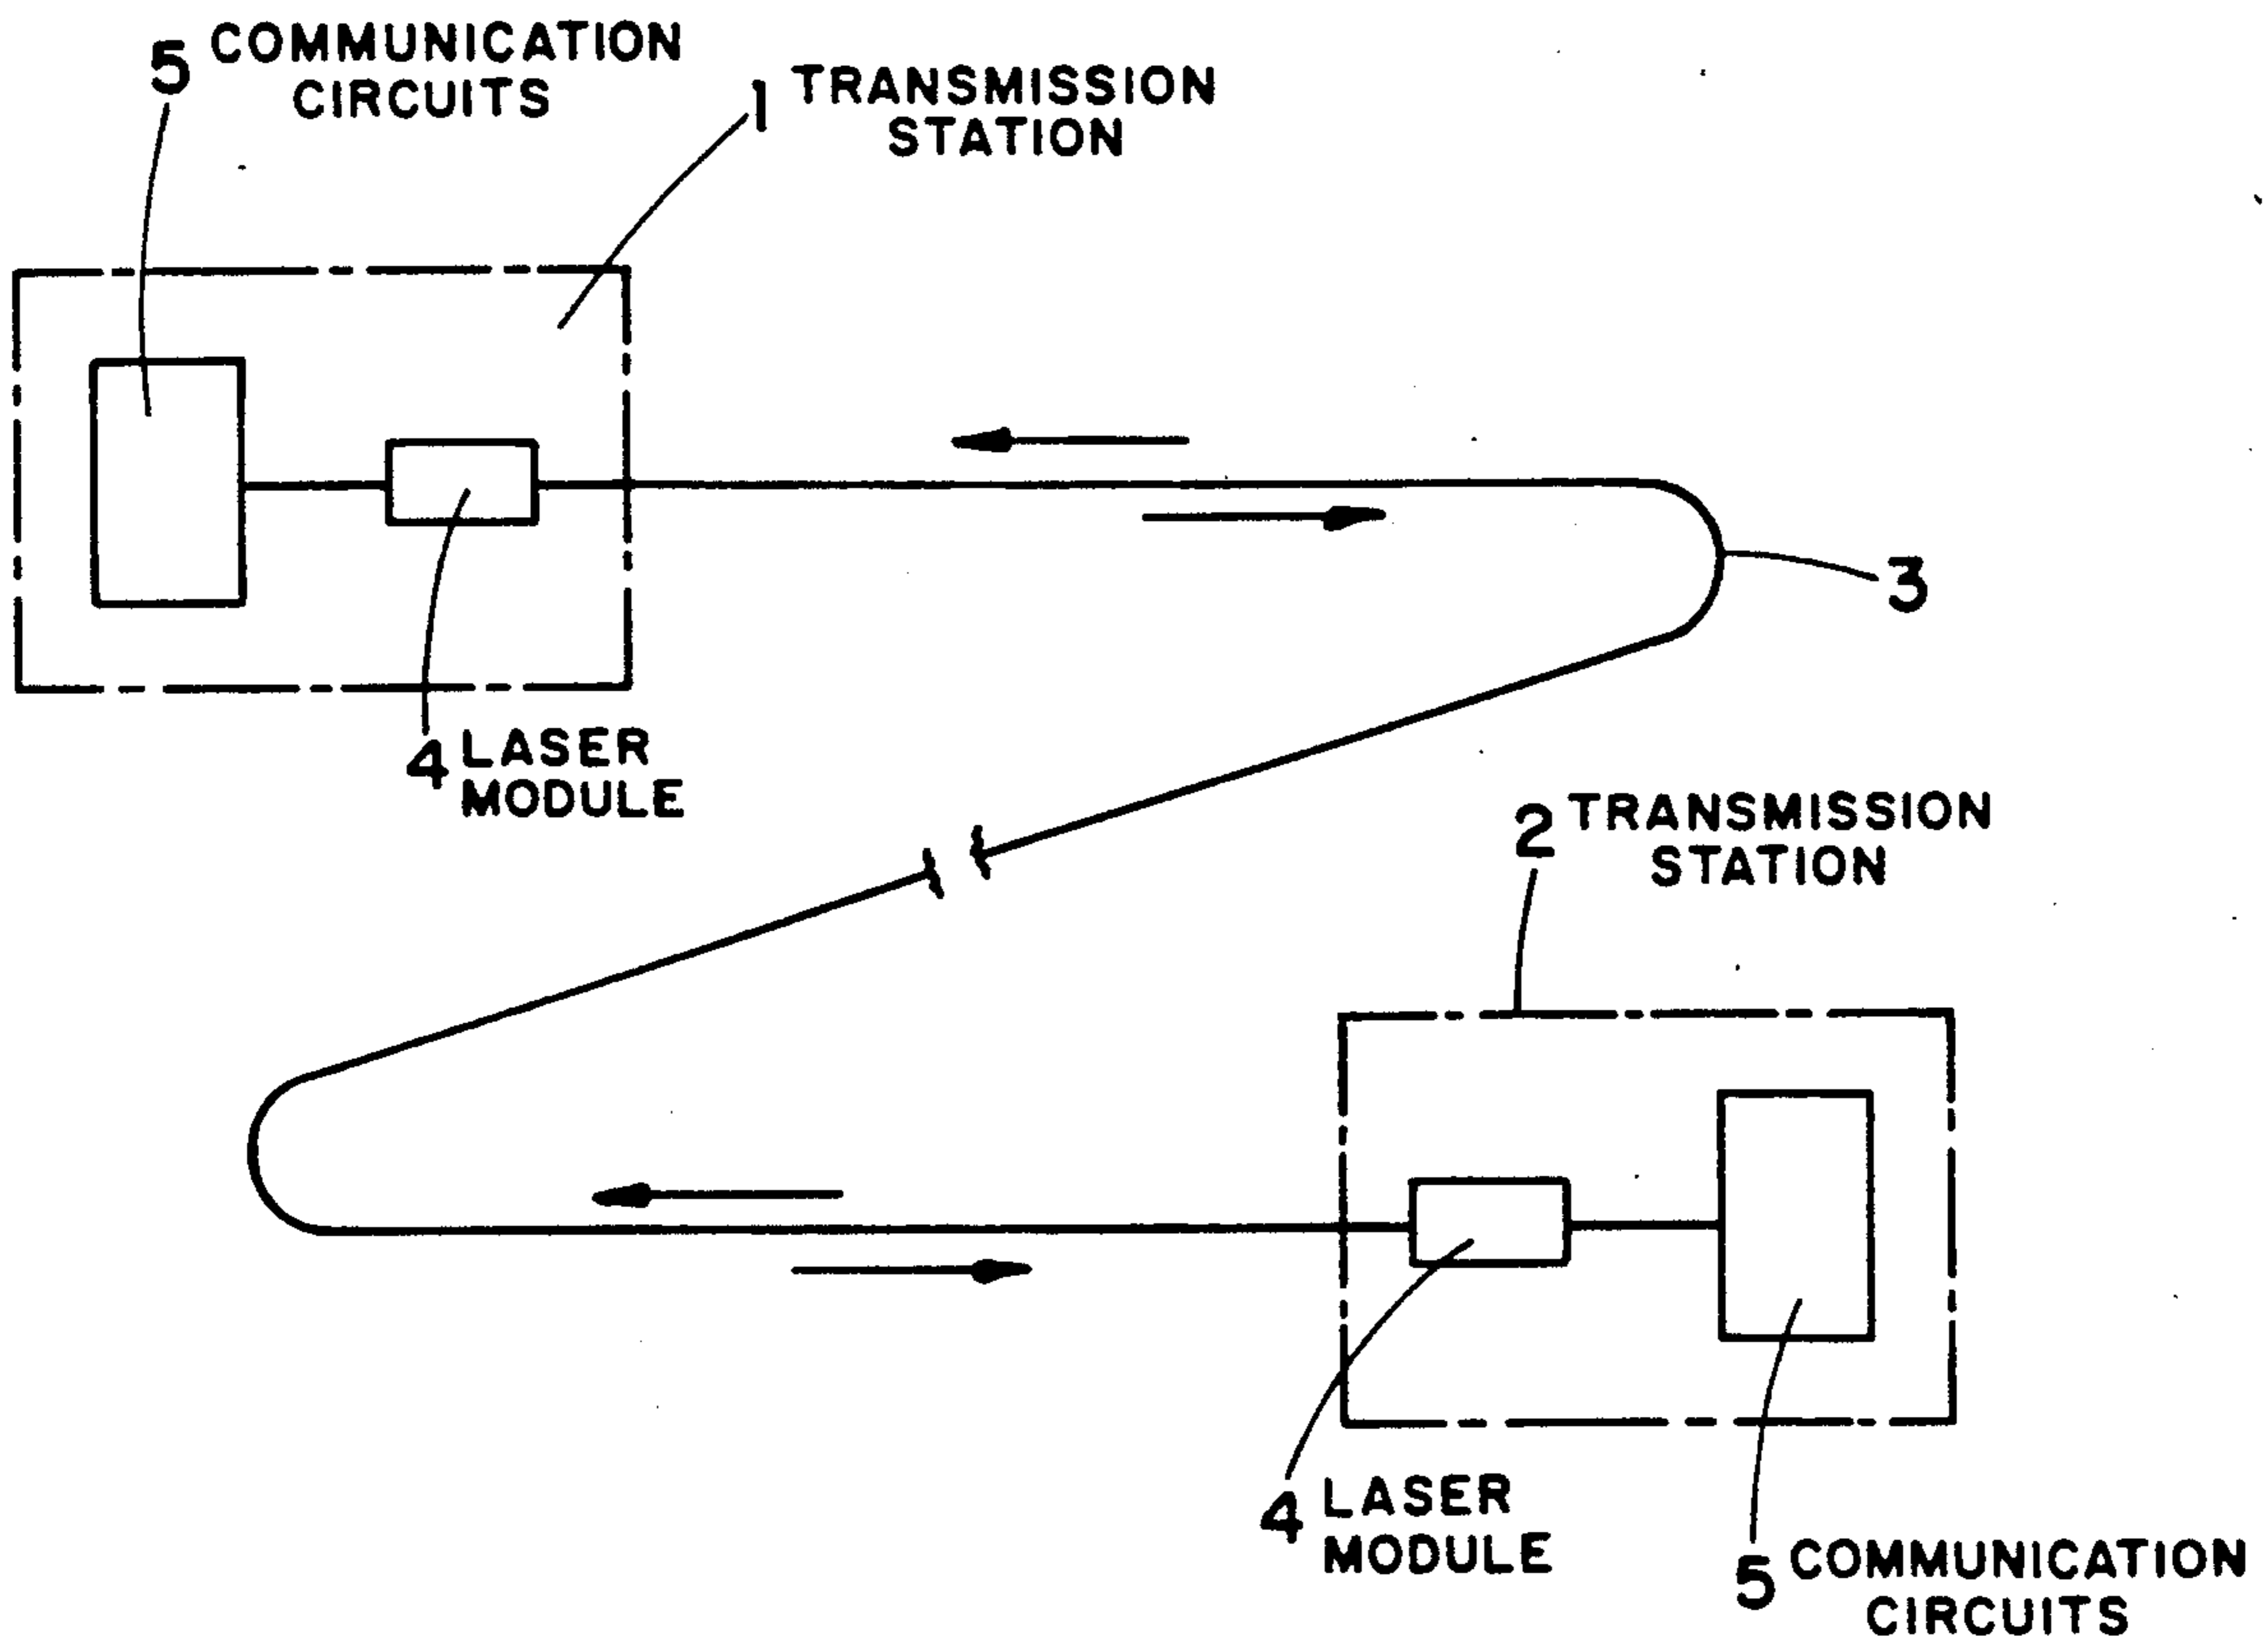 5 COMMUNICATION
CIRCUITS
1 TRANSMISSION
STATION
3
4 LASER
MODULE
2 TRANSMISSION
STATION
4 LASER
MODULE
5 COMMUNICATION
CIRCUITS